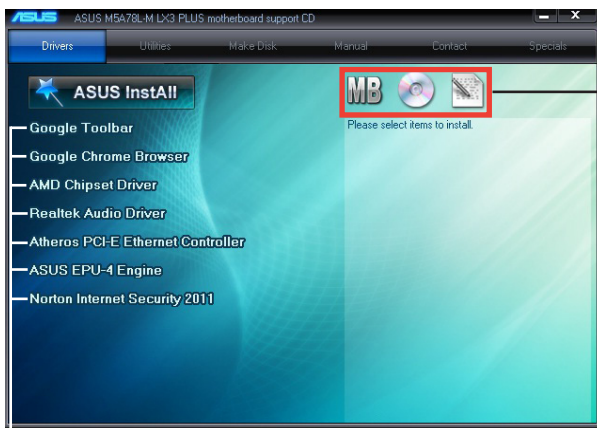 ASUS ASUS M5A78L-M LX3 PLUS motherboard support CD
Drivers Utilities Make Disk Manual Contact Specials
ASUS InstAll
MB
Please select items to install.
Google Toolbar
Google Chrome Browser
AMD Chipset Driver
Realtek Audio Driver
Atheros PCI-E Ethernet Controller
ASUS EPU-4 Engine
Norton Internet Security 2011